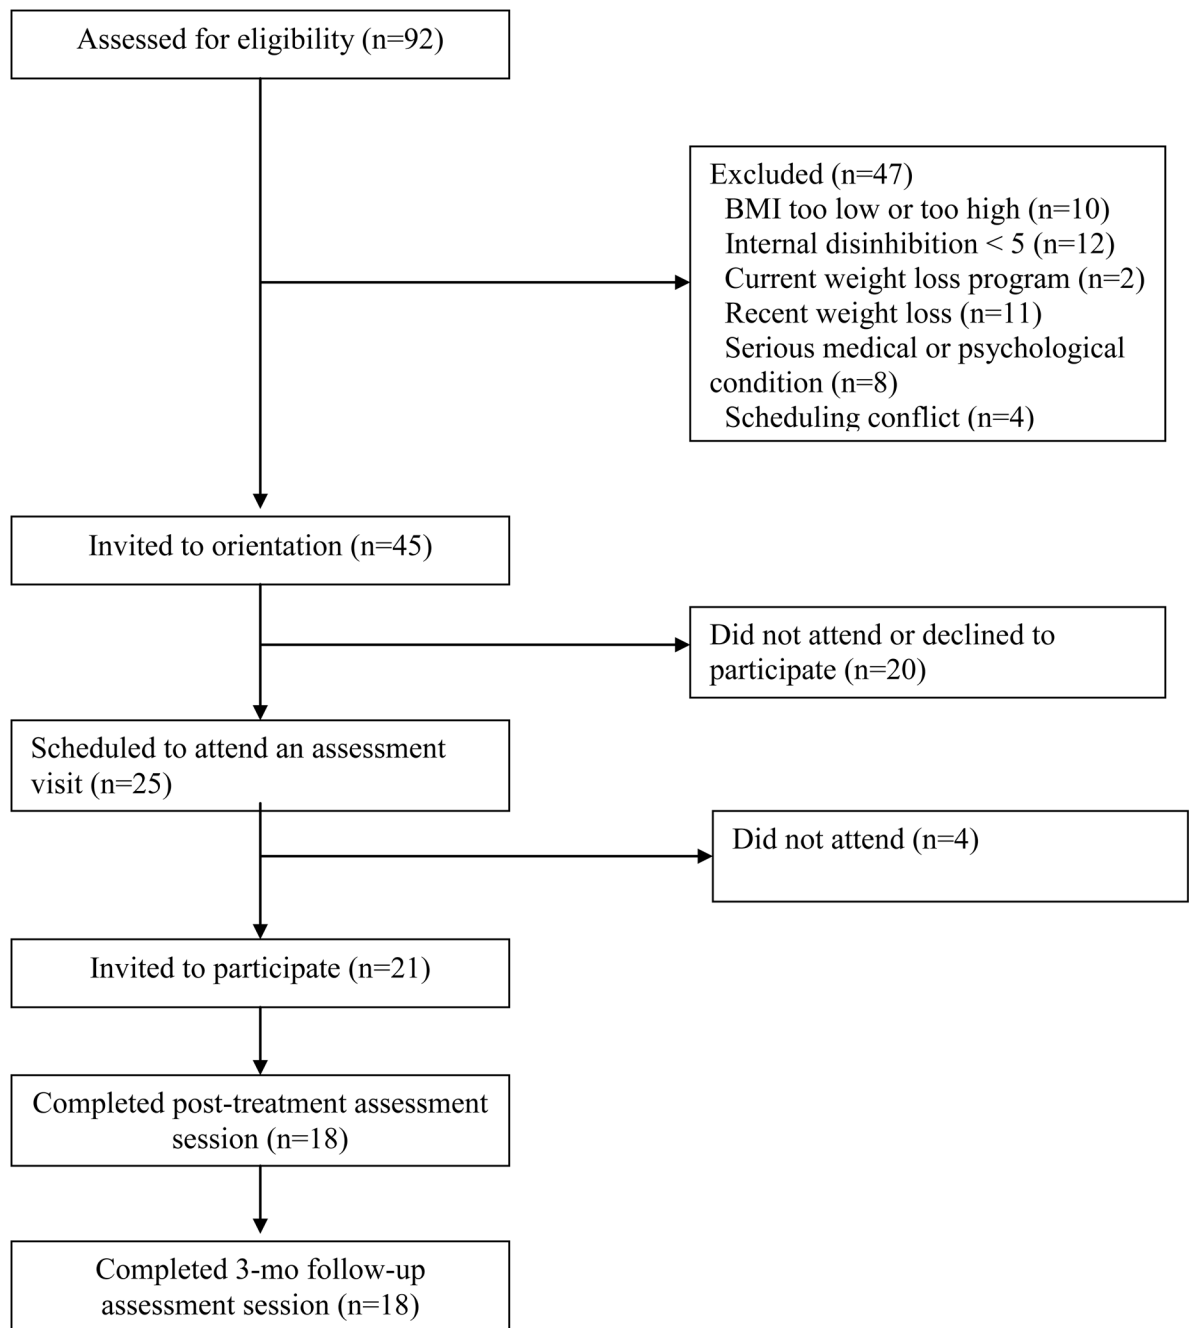 Assessed for eligibility (n=92)
Excluded (n=47)
BMI too low or too high (n=10)
Internal disinhibition < 5 (n=12)
Current weight loss program (n=2)
Recent weight loss (n=11)
Serious medical or psychological
condition (n=8)
Scheduling conflict (n=4)
Invited to orientation (n=45)
Did not attend or declined to
participate (n=20)
Scheduled to attend an assessment
visit (n=25)
Did not attend (n=4)
Invited to participate (n=21)
Completed post-treatment assessment
session (n=18)
Completed 3-mo follow-up
assessment session (n=18)